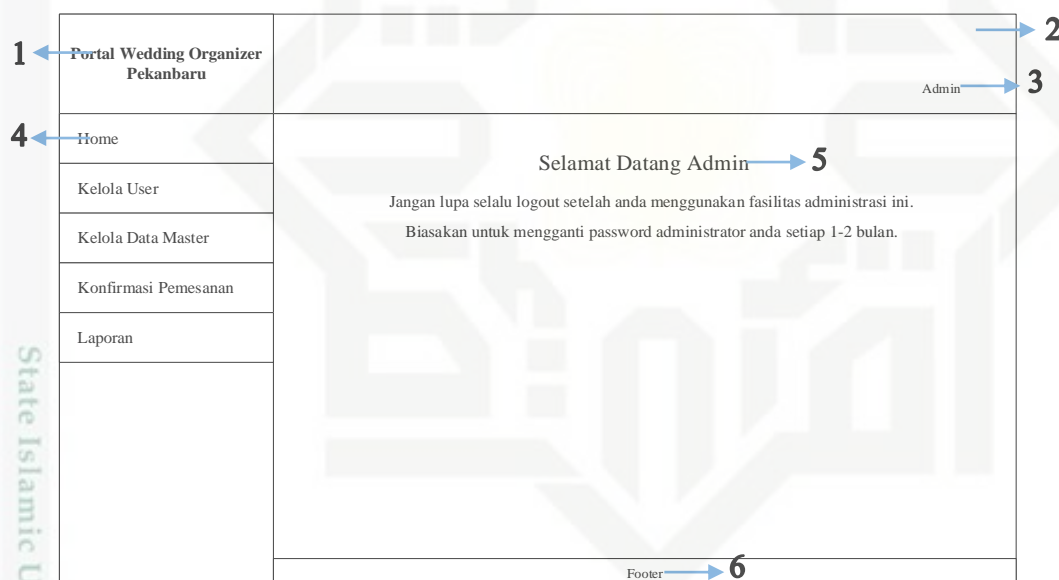 1
Portal Wedding Organizer
Pekanbaru
2
Admin
3
4
Home
Kelola User
Kelola Data Master
Konfirmasi Pemesanan
Laporan
Selamat Datang Admin
5
Jangan lupa selalu logout setelah anda menggunakan fasilitas administrasi ini.
Biasakan untuk mengganti password administrator anda setiap 1-2 bulan.
Footer
6
State Islamic U